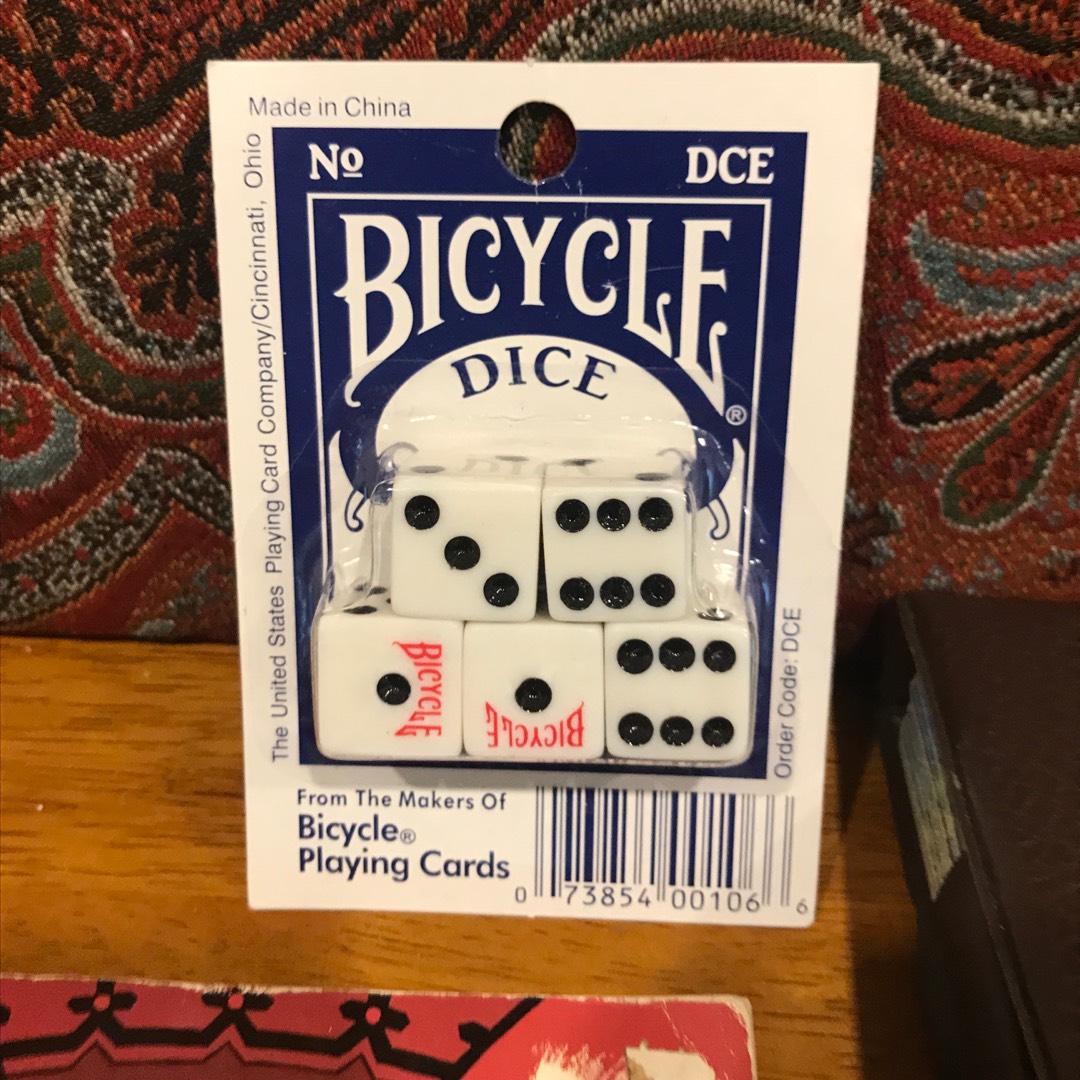 Made in China
The United States Playing Card Company/Cincinnati, Ohio
No DCE
BICYCLE
DICE
®
BICYCLE
BICYCLE
Order Code: DCE
From The Makers Of
Bicycle®
Playing Cards
0 73854 00106 6